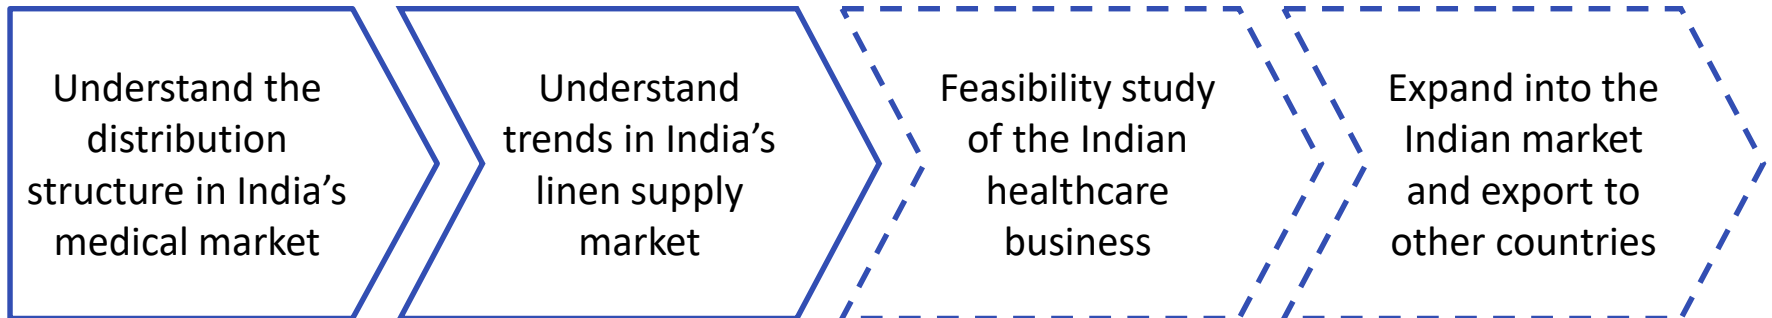 Understand the
distribution
structure in India’s
medical market
Understand
trends in India’s
linen supply
market
Feasibility study
of the Indian
healthcare
business
Expand into the
Indian market
and export to
other countries